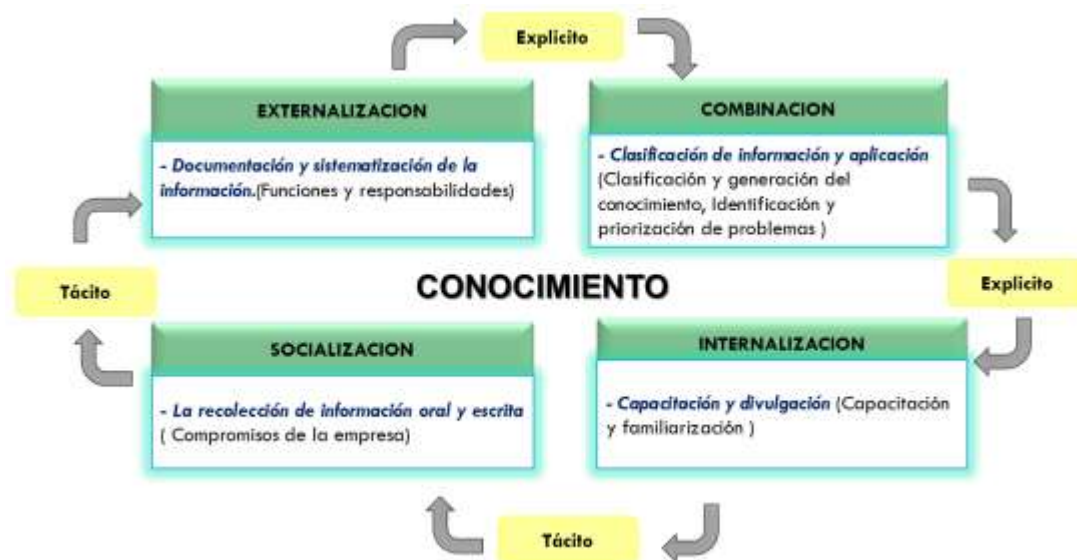 Explícito
EXTERNALIZACION
- Documentación y sistematización de la
información.(Funciones y responsabilidades)
COMBINACION
- Clasificación de información y aplicación
(Clasificación y generación del
conocimiento, Identificación y
priorización de problemas )
Tácito
CONOCIMIENTO
Explícito
SOCIALIZACION
- La recolección de información oral y escrita
( Compromisos de la empresa)
INTERNALIZACION
- Capacitación y divulgación (Capacitación
y familiarización )
Tácito